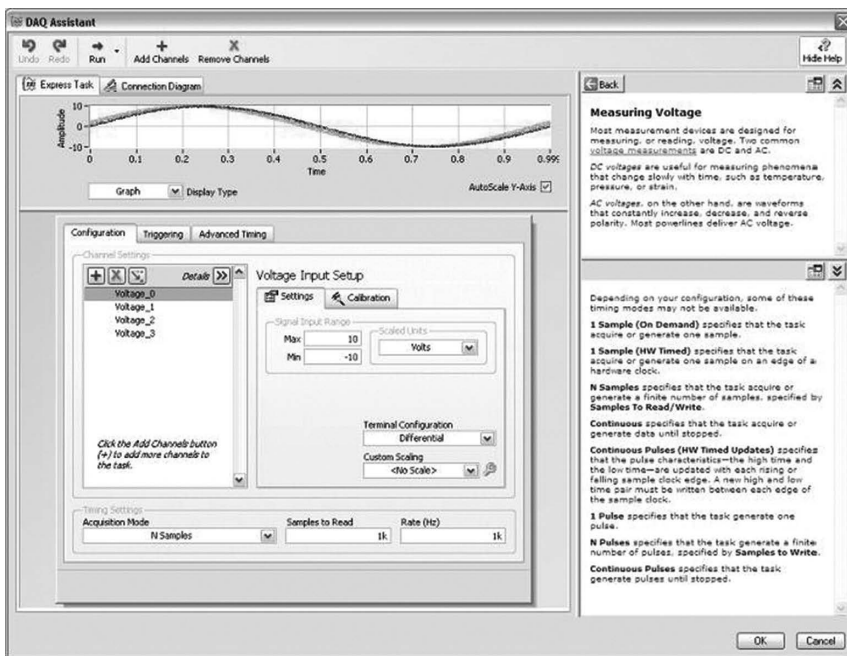 DAQ Assistant
Undo Redo Run Add Channels Remove Channels Hide Help
Express Task Connection Diagram
Amplitude
10
0
-10
0 0.1 0.2 0.3 0.4 0.5 0.6 0.7 0.8 0.9 0.999
Time
Graph Display Type AutoScale Y-Axis
Configuration Triggering Advanced Timing
Channel Settings
Details
Voltage_0
Voltage_1
Voltage_2
Voltage_3
Click the Add Channels button
(+) to add more channels to
the task.
Voltage Input Setup
Settings Calibration
Signal Input Range
Max 10
Min -10
Scaled Units
Volts
Terminal Configuration
Differential
Custom Scaling
<No Scale>
Timing Settings
Acquisition Mode Samples to Read Rate (Hz)
N Samples 1k 1k
Back
Measuring Voltage
Most measurement devices are designed for
measuring, or reading, voltage. Two common
voltage measurements are DC and AC.
DC voltages are useful for measuring phenomena
that change slowly with time, such as temperature,
pressure, or strain.
AC voltages, on the other hand, are waveforms
that constantly increase, decrease, and reverse
polarity. Most powerlines deliver AC voltage.
Depending on your configuration, some of these
timing modes may not be available.
1 Sample (On Demand) specifies that the task
acquire or generate one sample.
1 Sample (HW Timed) specifies that the task
acquire or generate one sample on an edge of a
hardware clock.
N Samples specifies that the task acquire or
generate a finite number of samples, specified by
Samples To Read/Write.
Continuous specifies that the task acquire or
generate data until stopped.
Continuous Pulses (HW Timed Updates) specifies
that the pulse characteristics—the high time and
the low time—are updated with each rising or
falling sample clock edge. A new high and low
time pair must be written between each edge of
the sample clock.
1 Pulse specifies that the task generate one
pulse.
N Pulses specifies that the task generate a finite
number of pulses, specified by Samples to Write.
Continuous Pulses specifies that the task
generate pulses until stopped.
OK Cancel